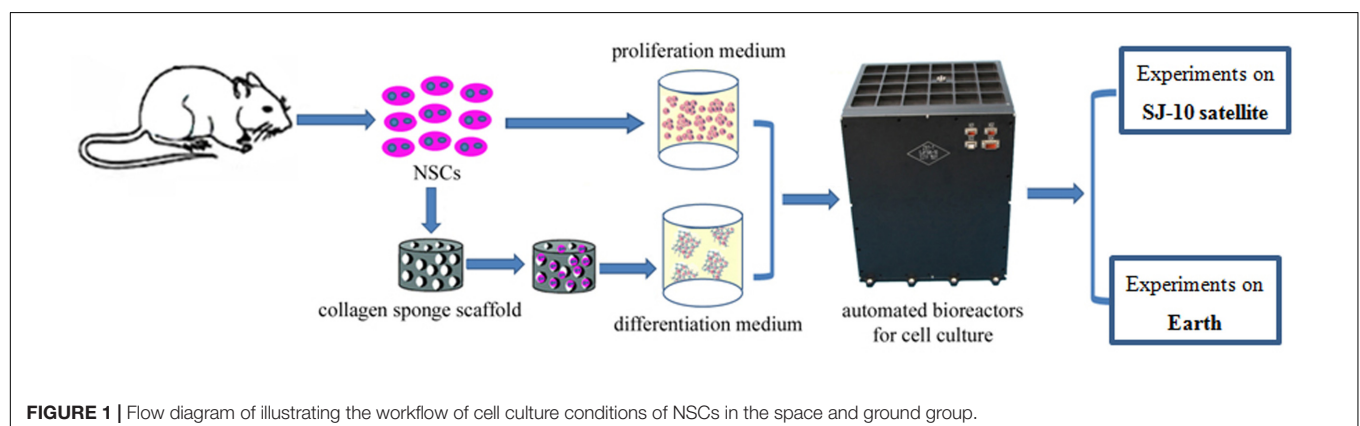 proliferation medium
NSCs
collagen sponge scaffold
differentiation medium
automated bioreactors
for cell culture
Experiments on
SJ-10 satellite
Experiments on
Earth
FIGURE 1 | Flow diagram of illustrating the workflow of cell culture conditions of NSCs in the space and ground group.